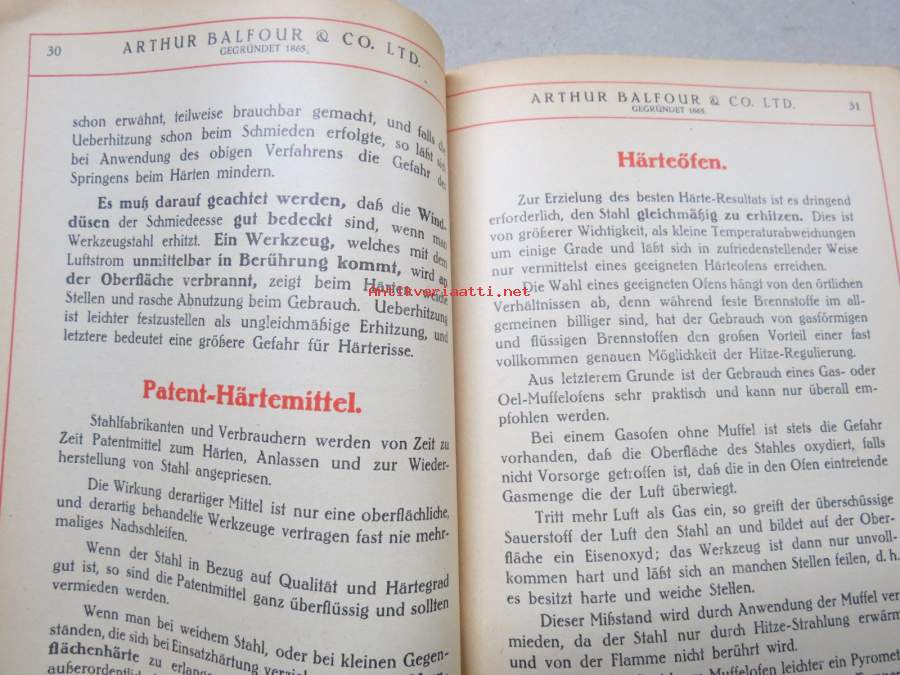 30
ARTHUR BALFOUR & CO. LTD.
GEGRÜNDET 1865.
schon erwähnt, teilweise brauchbar gemacht, und falls die
Ueberhitzung schon beim Schmieden erfolgte, so läßt sich
bei Anwendung des obigen Verfahrens die Gefahr des
Springens beim Härten mindern.
Es muß darauf geachtet werden, daß die Wind-
düsen der Schmiedeesse gut bedeckt sind, wenn man
Werkzeugstahl erhitzt. Ein Werkzeug, welches mit dem
Luftstrom unmittelbar in Berührung kommt, wird an
der Oberfläche verbrannt, zeigt beim Härten weiche
Stellen und rasche Abnutzung beim Gebrauch. Ueberhitzung
ist leichter festzustellen als ungleichmäßige Erhitzung, und
letztere bedeutet eine größere Gefahr für Härterisse.
Patent-Härtemittel.
Stahlfabrikanten und Verbrauchern werden von Zeit zu
Zeit Patentmittel zum Härten, Anlassen und zur Wieder-
herstellung von Stahl angepriesen.
Die Wirkung derartiger Mittel ist nur eine oberflächliche,
und derartig behandelte Werkzeuge vertragen fast nie mehr-
maliges Nachschleifen.
Wenn der Stahl in Bezug auf Qualität und Härtegrad
gut ist, so sind die Patentmittel ganz überflüssig und sollten
vermieden werden.
Wenn man bei weichem Stahl, oder bei kleinen Gegen-
ständen, die sich bei Einsatzhärtung
flächenhärte zu
außerordentlich
ARTHUR BALFOUR & CO. LTD.
GEGRÜNDET 1865.
31
Härteöfen.
Zur Erzielung des besten Härte-Resultats ist es dringend
erforderlich, den Stahl gleichmäßig zu erhitzen. Dies ist
von größerer Wichtigkeit, als kleine Temperaturabweichungen
um einige Grade und läßt sich in zufriedenstellender Weise
nur vermittelst eines geeigneten Härteofens erreichen.
Die Wahl eines geeigneten Ofens hängt von den örtlichen
Verhältnissen ab, denn während feste Brennstoffe im all-
gemeinen billiger sind, hat der Gebrauch von gasförmigen
und flüssigen Brennstoffen den großen Vorteil einer fast
vollkommen genauen Möglichkeit der Hitze-Regulierung.
Aus letzterem Grunde ist der Gebrauch eines Gas- oder
Oel-Muffelofens sehr praktisch und kann nur überall em-
pfohlen werden.
Bei einem Gasofen ohne Muffel ist stets die Gefahr
vorhanden, daß die Oberfläche des Stahles oxydiert, falls
nicht Vorsorge getroffen ist, daß die in den Ofen eintretende
Gasmenge die der Luft überwiegt.
Tritt mehr Luft als Gas ein, so greift der überschüssige
Sauerstoff der Luft den Stahl an und bildet auf der Ober-
fläche ein Eisenoxyd; das Werkzeug ist dann nur unvoll-
kommen hart und läßt sich an manchen Stellen feilen, d. h.
es besitzt harte und weiche Stellen.
Dieser Mißstand wird durch Anwendung der Muffel ver
mieden, da der Stahl nur durch Hitze-Strahlung erwärm
und von der Flamme nicht berührt wird.
Muffelofen leichter ein Pyromet
antikvariaatti.net